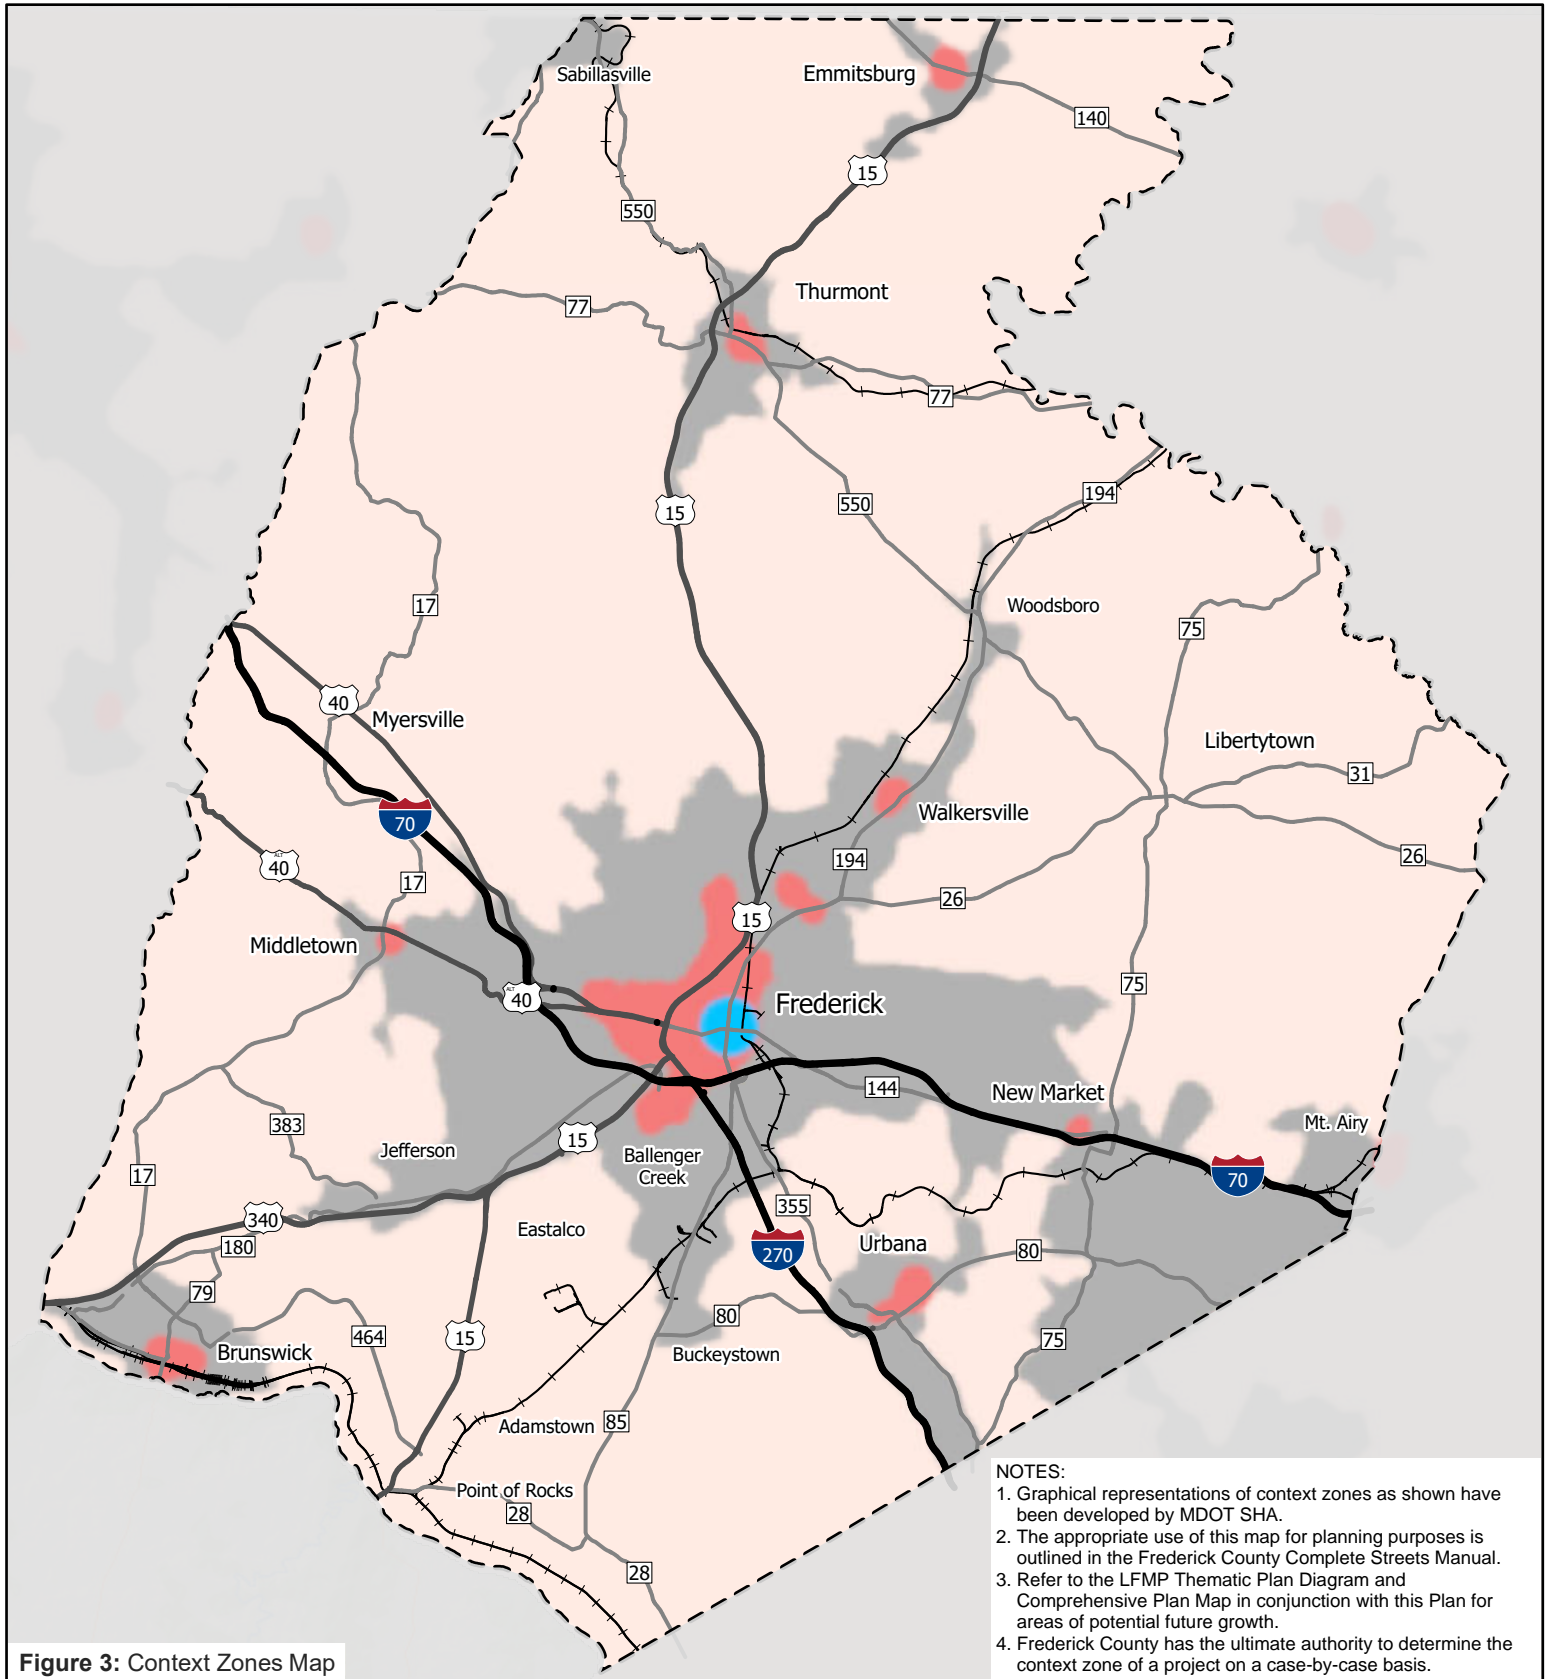 Sabillasville
Emmitsburg
140
15
550
Thurmont
77
77
15
550
194
17
Woodsboro
75
40
Myersville
Libertytown
31
70
Walkersville
ALT
40
17
194
26
26
15
Middletown
75
ALT
40
Frederick
144
New Market
Mt. Airy
383
15
Jefferson
Ballenger
Creek
17
70
355
340
Eastalco
180
Urbana
80
270
79
80
464
15
75
Brunswick
Buckeystown
Adamstown
85
Point of Rocks
28
28
NOTES:
1. Graphical representations of context zones as shown have
been developed by MDOT SHA.
2. The appropriate use of this map for planning purposes is
outlined in the Frederick County Complete Streets Manual.
3. Refer to the LFMP Thematic Plan Diagram and
Comprehensive Plan Map in conjunction with this Plan for
areas of potential future growth.
4. Frederick County has the ultimate authority to determine the
context zone of a project on a case-by-case basis.
Figure 3: Context Zones Map